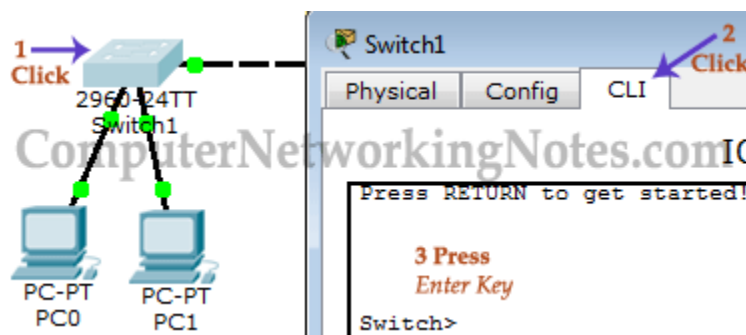 1
Click
2960-24TT
Switch1
PC-PT
PC0
PC-PT
PC1
Switch1
2
Click
Physical
Config
CLI
ComputerNetworkingNotes.com
IO
Press RETURN to get started!
3 Press
Enter Key
Switch>